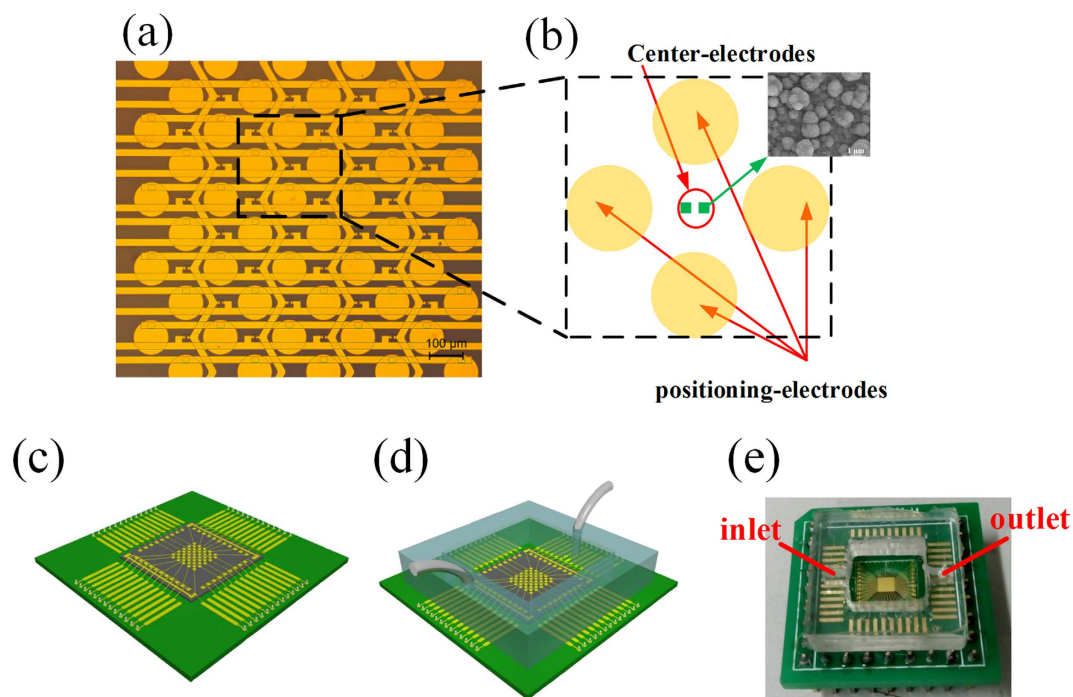 (a)
(b)
Center-electrodes
1 μm
100 μm
positioning-electrodes
(c)
(d)
(e)
inlet
outlet